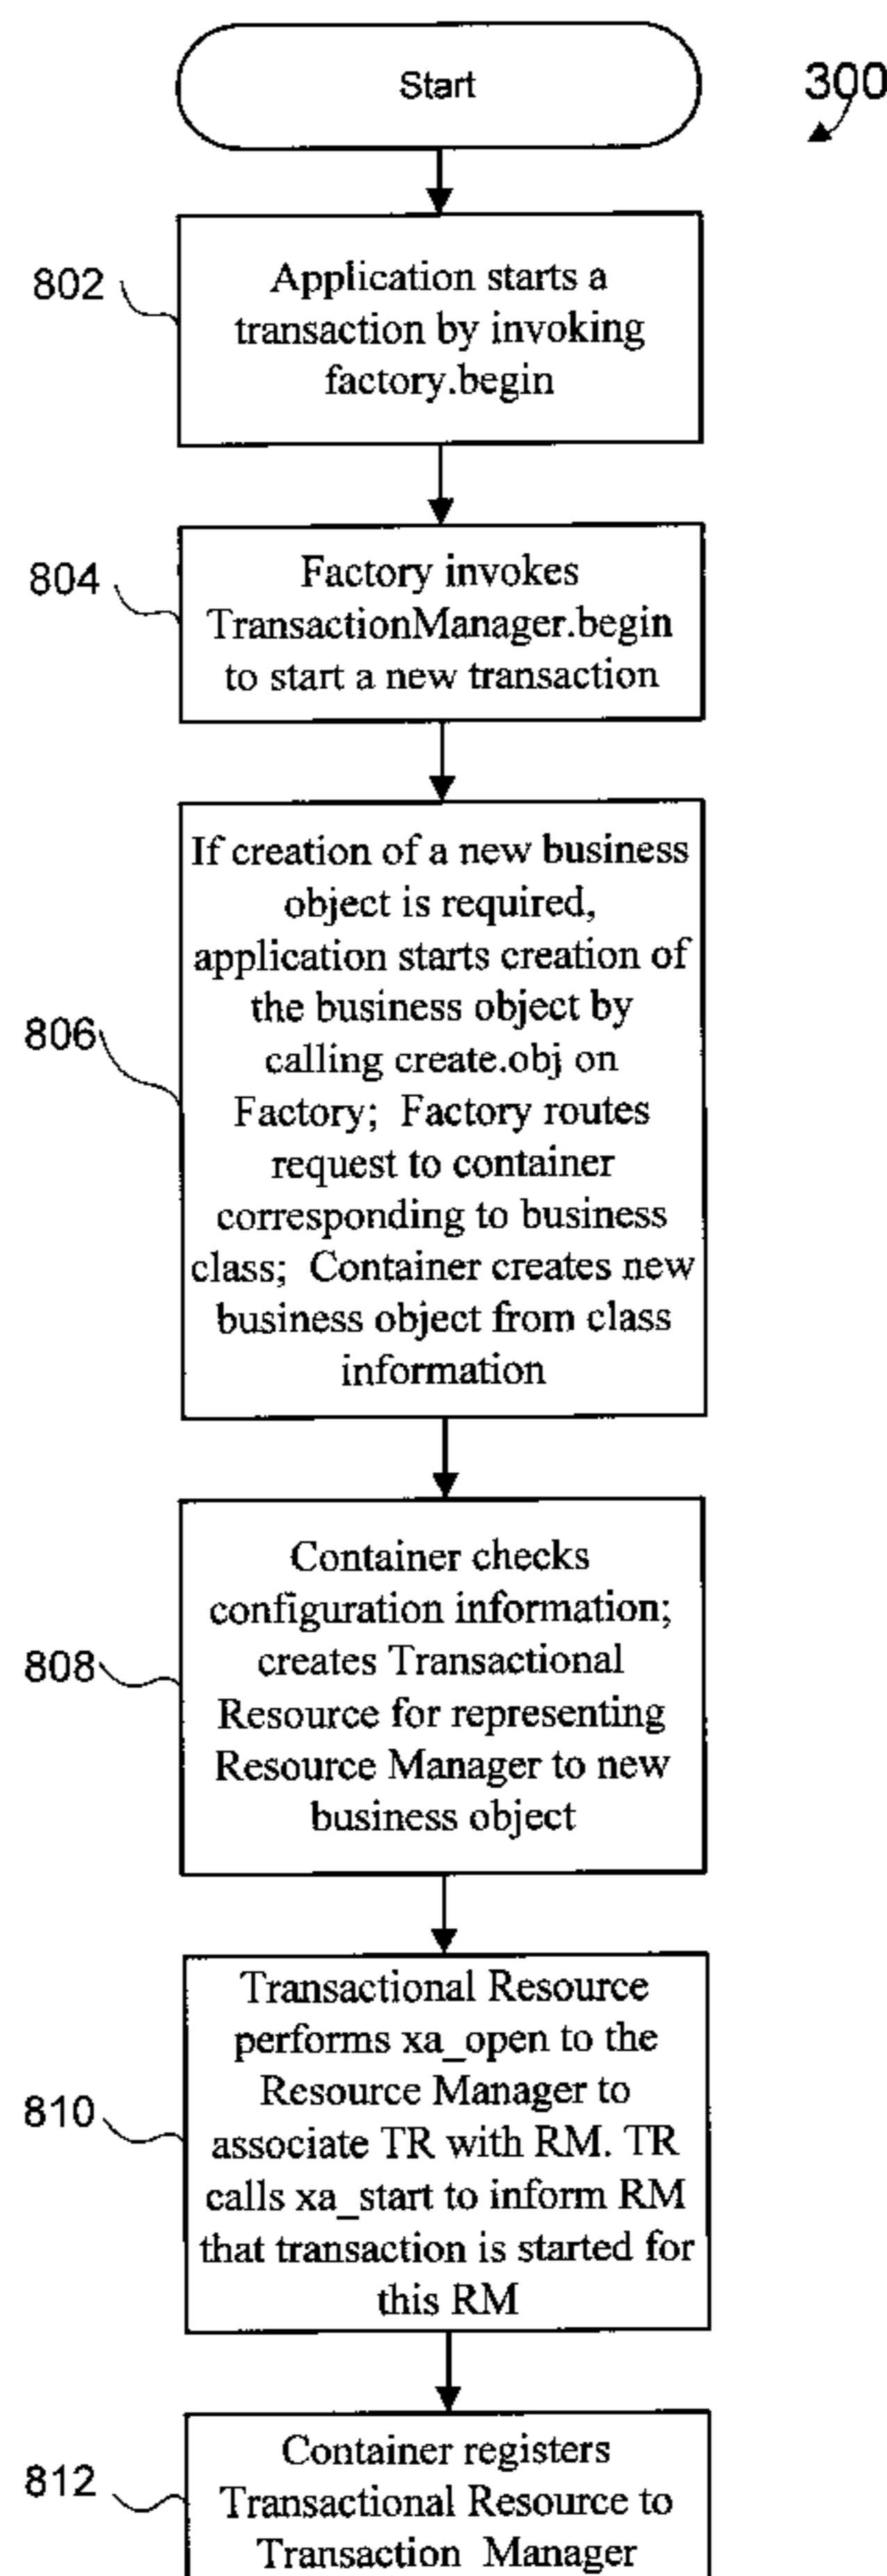 Start
300
802
Application starts a
transaction by invoking
factory.begin
804
Factory invokes
TransactionManager.begin
to start a new transaction
806
If creation of a new business
object is required,
application starts creation of
the business object by
calling create.obj on
Factory; Factory routes
request to container
corresponding to business
class; Container creates new
business object from class
information
808
Container checks
configuration information;
creates Transactional
Resource for representing
Resource Manager to new
business object
810
Transactional Resource
performs xa_open to the
Resource Manager to
associate TR with RM. TR
calls xa_start to inform RM
that transaction is started for
this RM
812
Container registers
Transactional Resource to
Transaction Manager